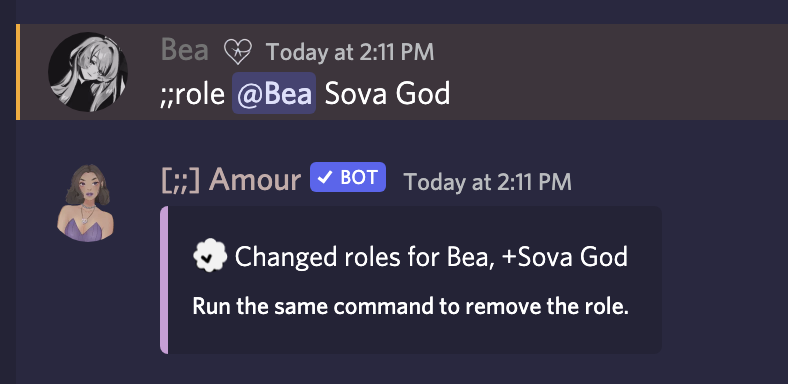 Bea Today at 2:11 PM
;;role @Bea Sova God
[;;] Amour BOT Today at 2:11 PM
Changed roles for Bea, +Sova God
Run the same command to remove the role.